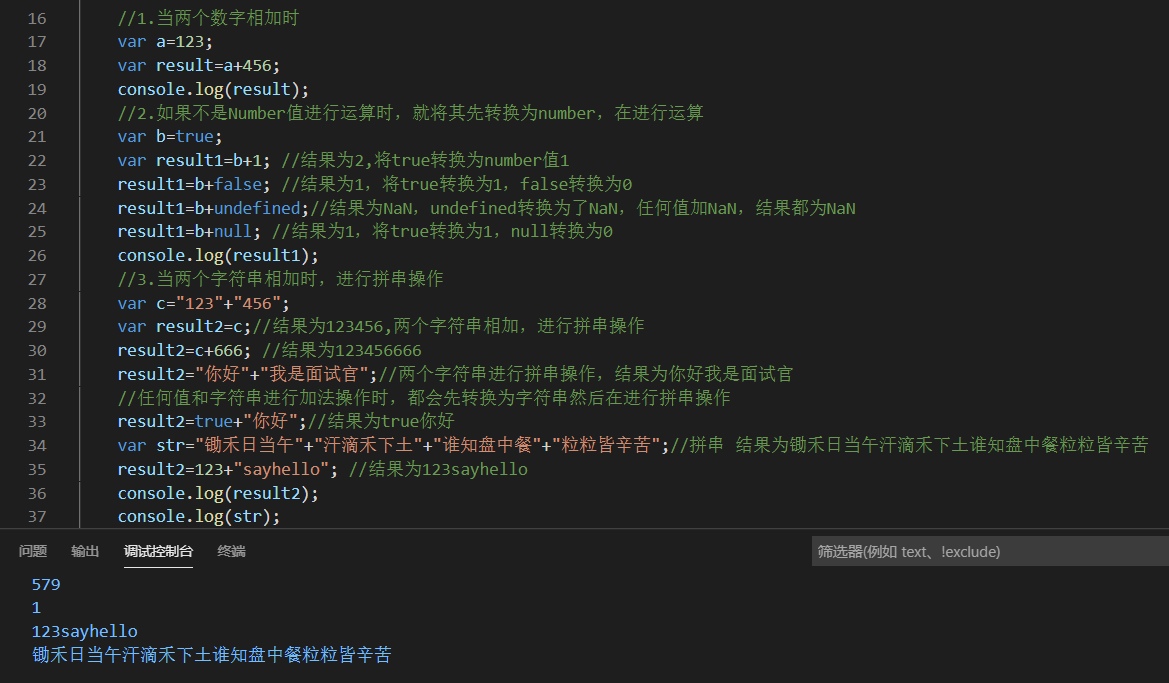 16 //1.当两个数字相加时
17 var a=123;
18 var result=a+456;
19 console.log(result);
20 //2.如果不是Number值进行运算时，就将其先转换为number，在进行运算
21 var b=true;
22 var result1=b+1; //结果为2,将true转换为number值1
23 result1=b+false; //结果为1，将true转换为1，false转换为0
24 result1=b+undefined;//结果为NaN，undefined转换为了NaN，任何值加NaN，结果都为NaN
25 result1=b+null; //结果为1，将true转换为1，null转换为0
26 console.log(result1);
27 //3.当两个字符串相加时，进行拼串操作
28 var c="123"+"456";
29 var result2=c;//结果为123456,两个字符串相加，进行拼串操作
30 result2=c+666; //结果为123456666
31 result2="你好"+"我是面试官";//两个字符串进行拼串操作，结果为你好我是面试官
32 //任何值和字符串进行加法操作时，都会先转换为字符串然后在进行拼串操作
33 result2=true+"你好";//结果为true你好
34 var str="锄禾日当午"+"汗滴禾下土"+"谁知盘中餐"+"粒粒皆辛苦";//拼串 结果为锄禾日当午汗滴禾下土谁知盘中餐粒粒皆辛苦
35 result2=123+"sayhello"; //结果为123sayhello
36 console.log(result2);
37 console.log(str);
问题 输出 调试控制台 终端 筛选器(例如 text、!exclude)
579
1
123sayhello
锄禾日当午汗滴禾下土谁知盘中餐粒粒皆辛苦